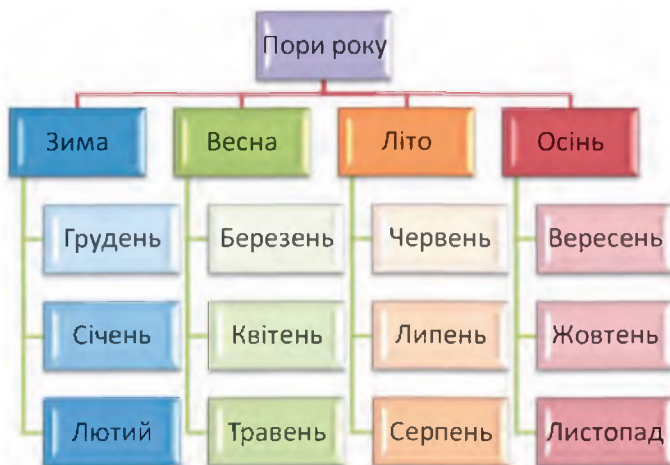 Пори року
Зима
Весна
Літо
Осінь
Грудень
Березень
Червень
Вересень
Січень
Квітень
Липень
Жовтень
Лютий
Травень
Серпень
Листопад